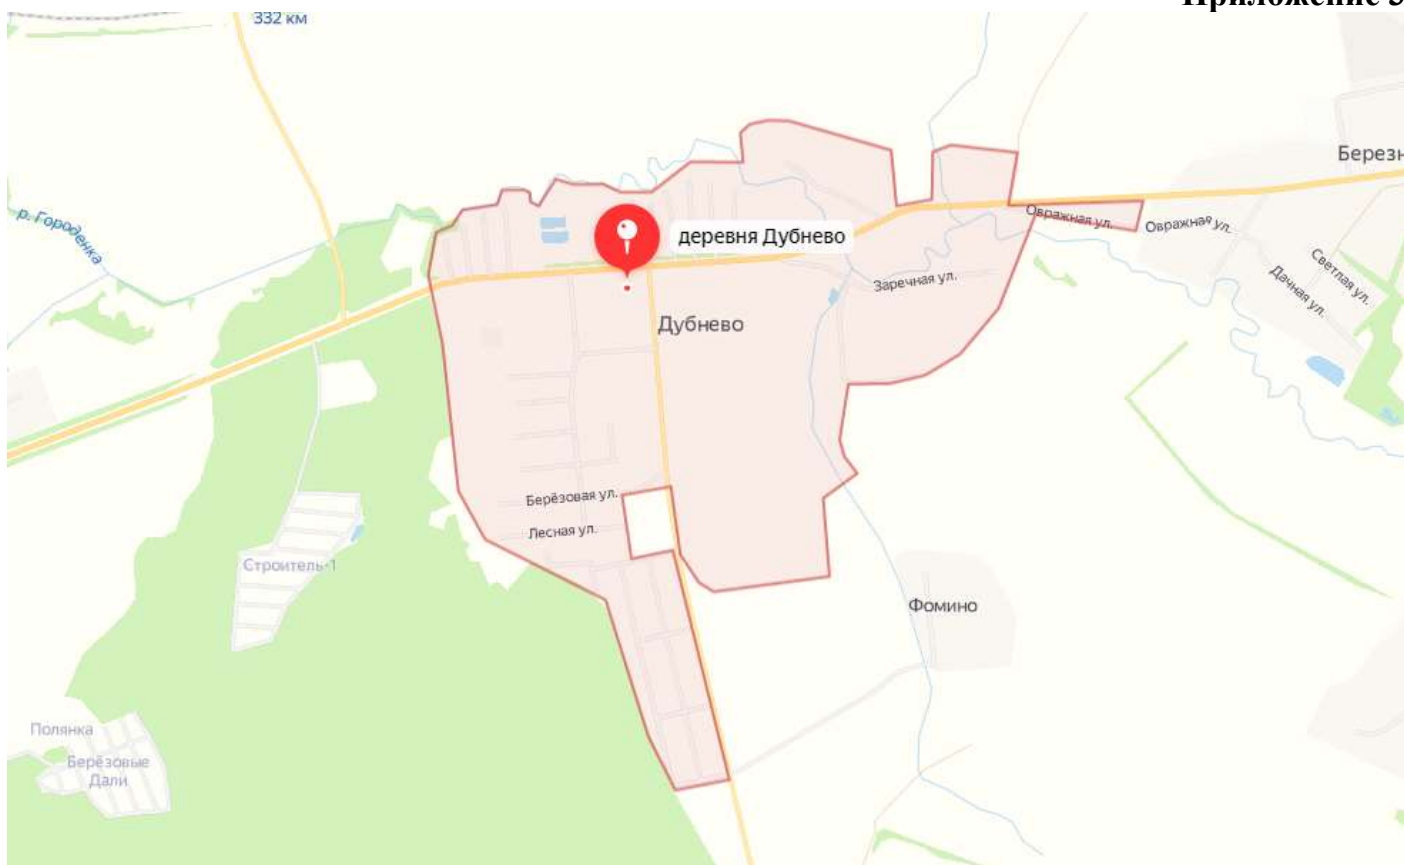 Приложение 3
332 км
Березн
р. Городенка
Овражная ул.
Овражная ул.
деревня Дубнево
Светлая ул.
Дачная ул.
Заречная ул.
Дубнево
Берёзовая ул.
Лесная ул.
Строитель-1
Фомино
Полянка
Берёзовые
Дали